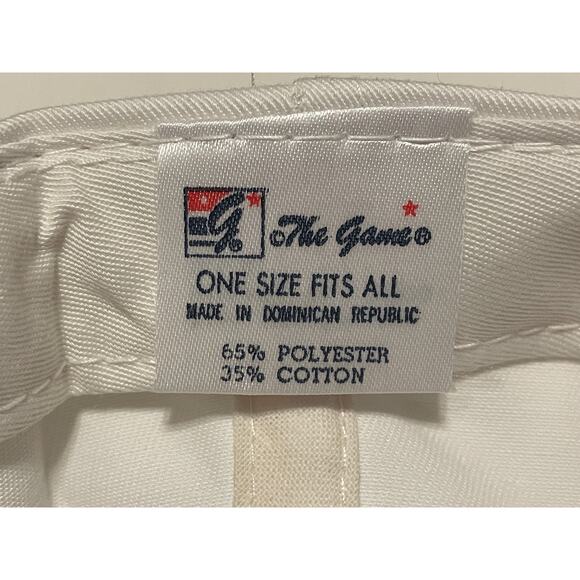 G ©The Game®
ONE SIZE FITS ALL
MADE IN DOMINICAN REPUBLIC
65% POLYESTER
35% COTTON